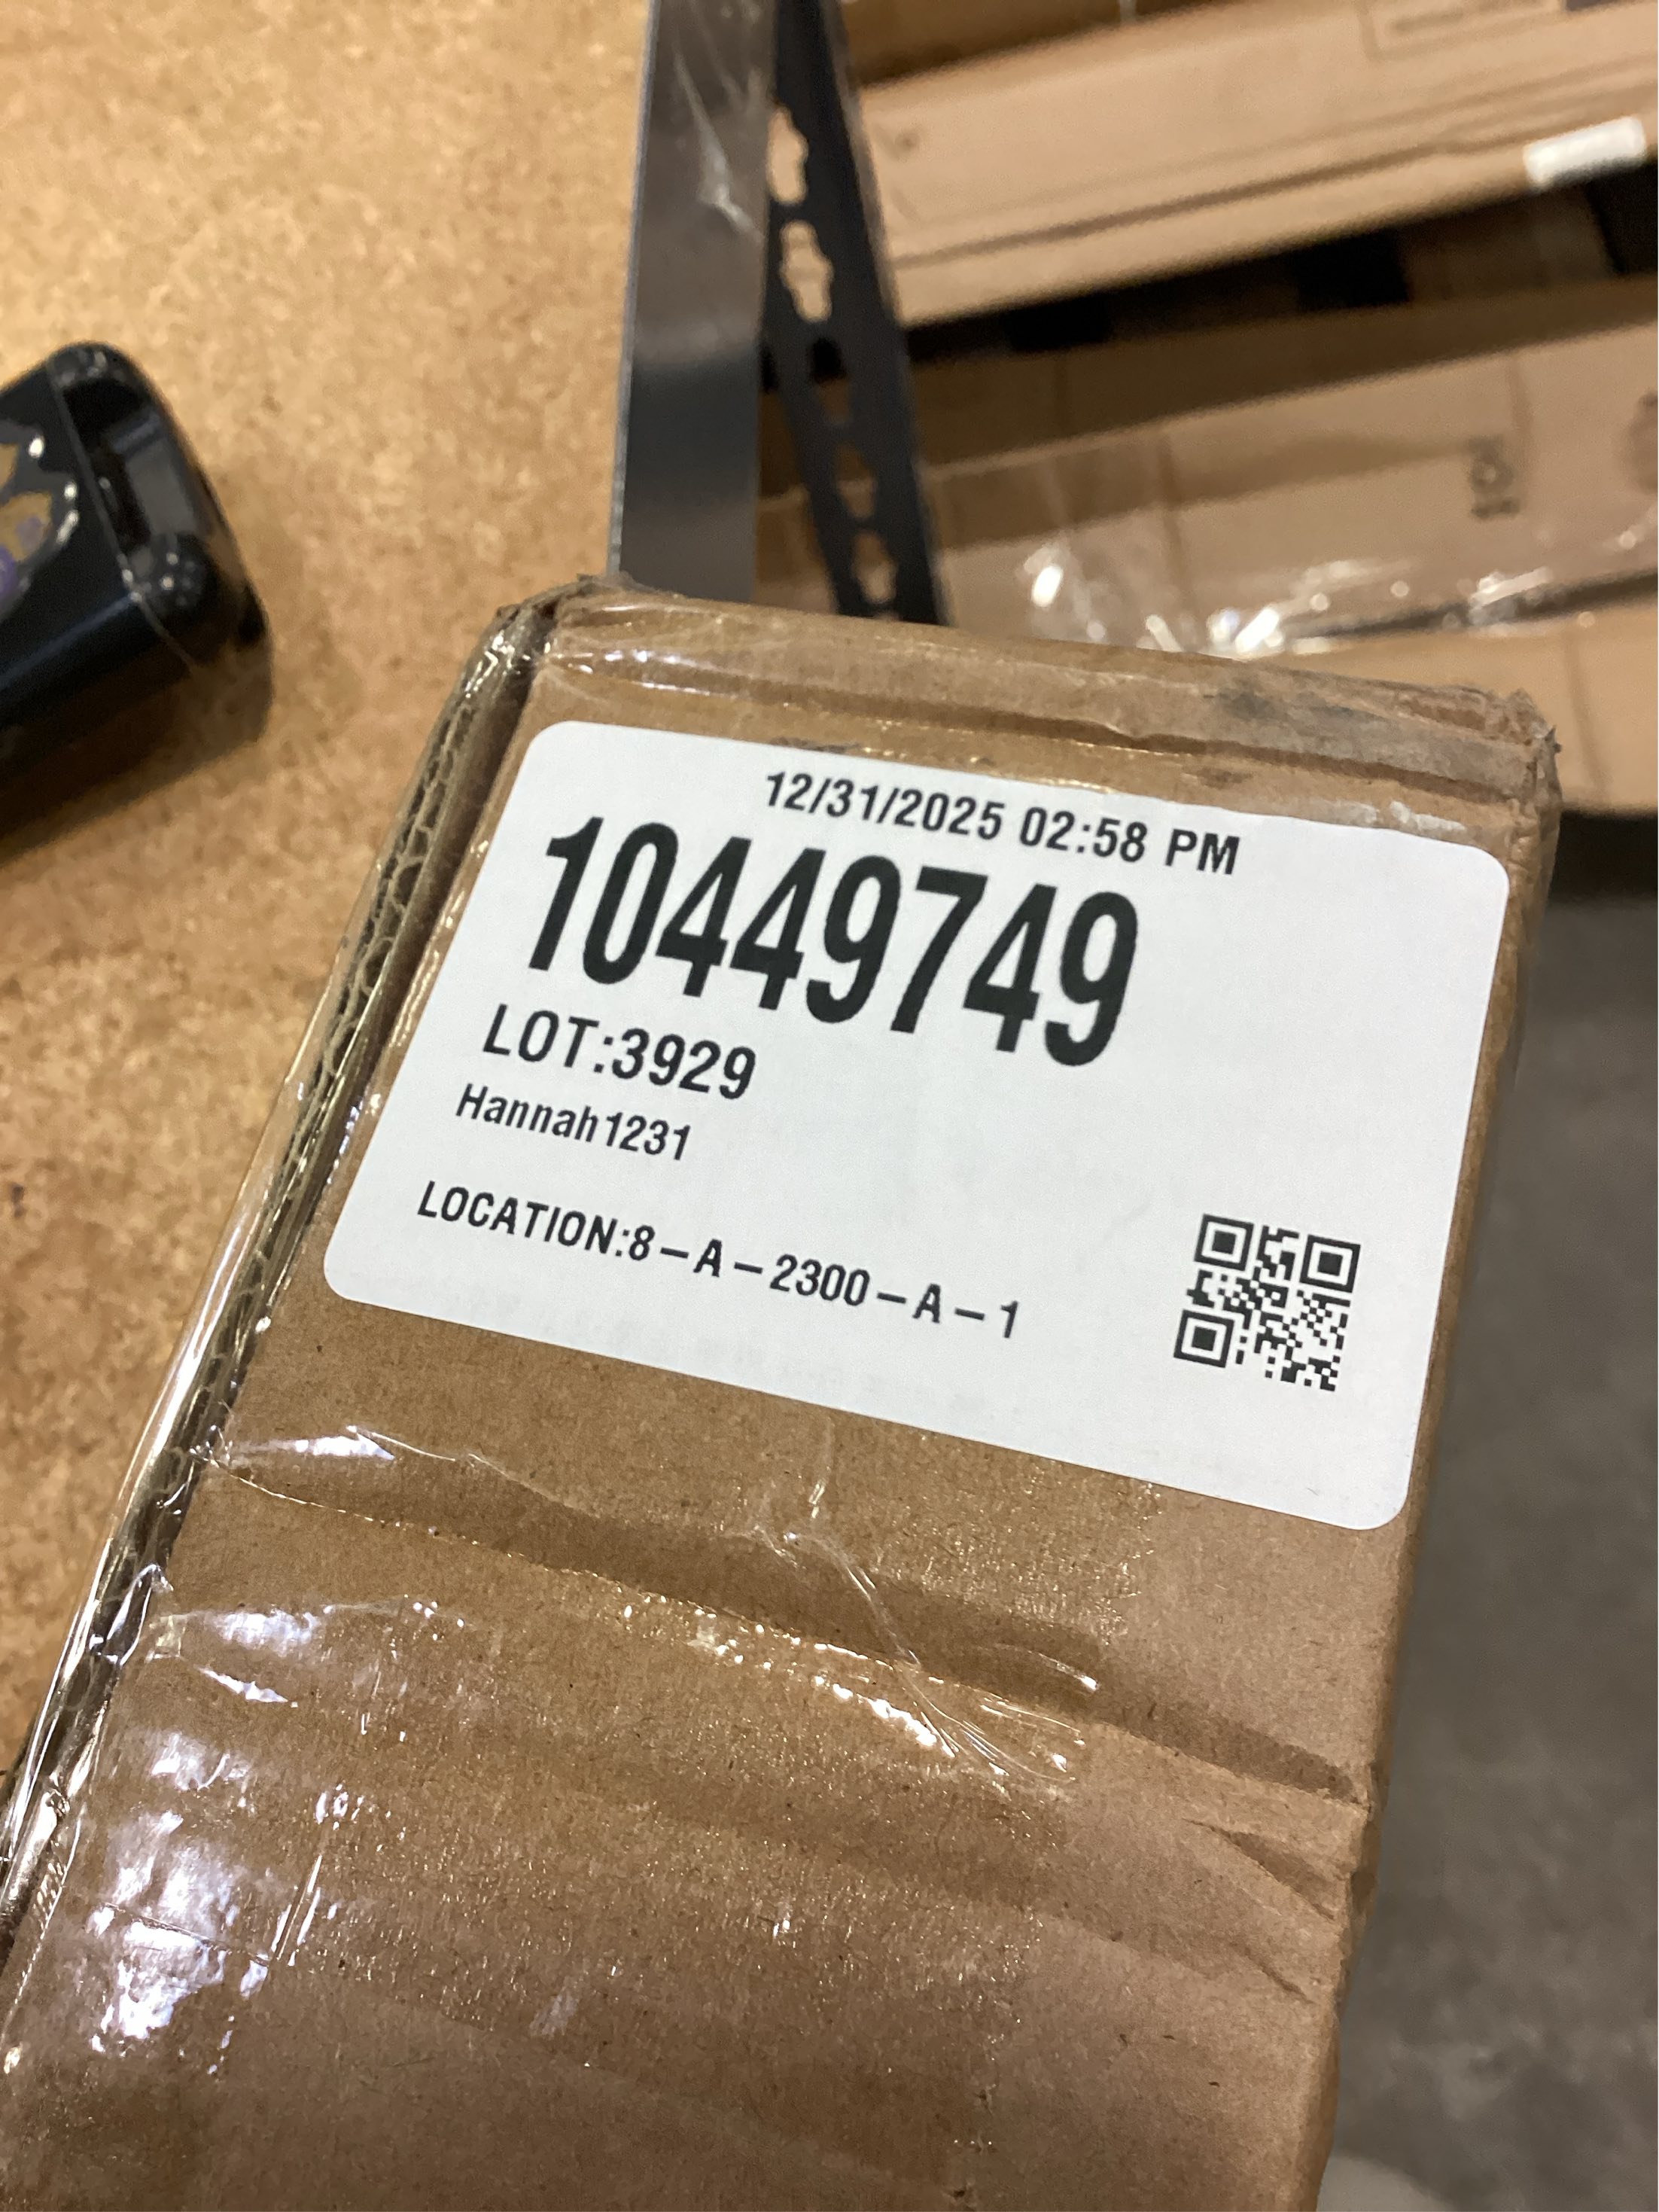 12/31/2025 02:58 PM
10449749
LOT:3929
Hannah1231
LOCATION:8-A-2300-A-1